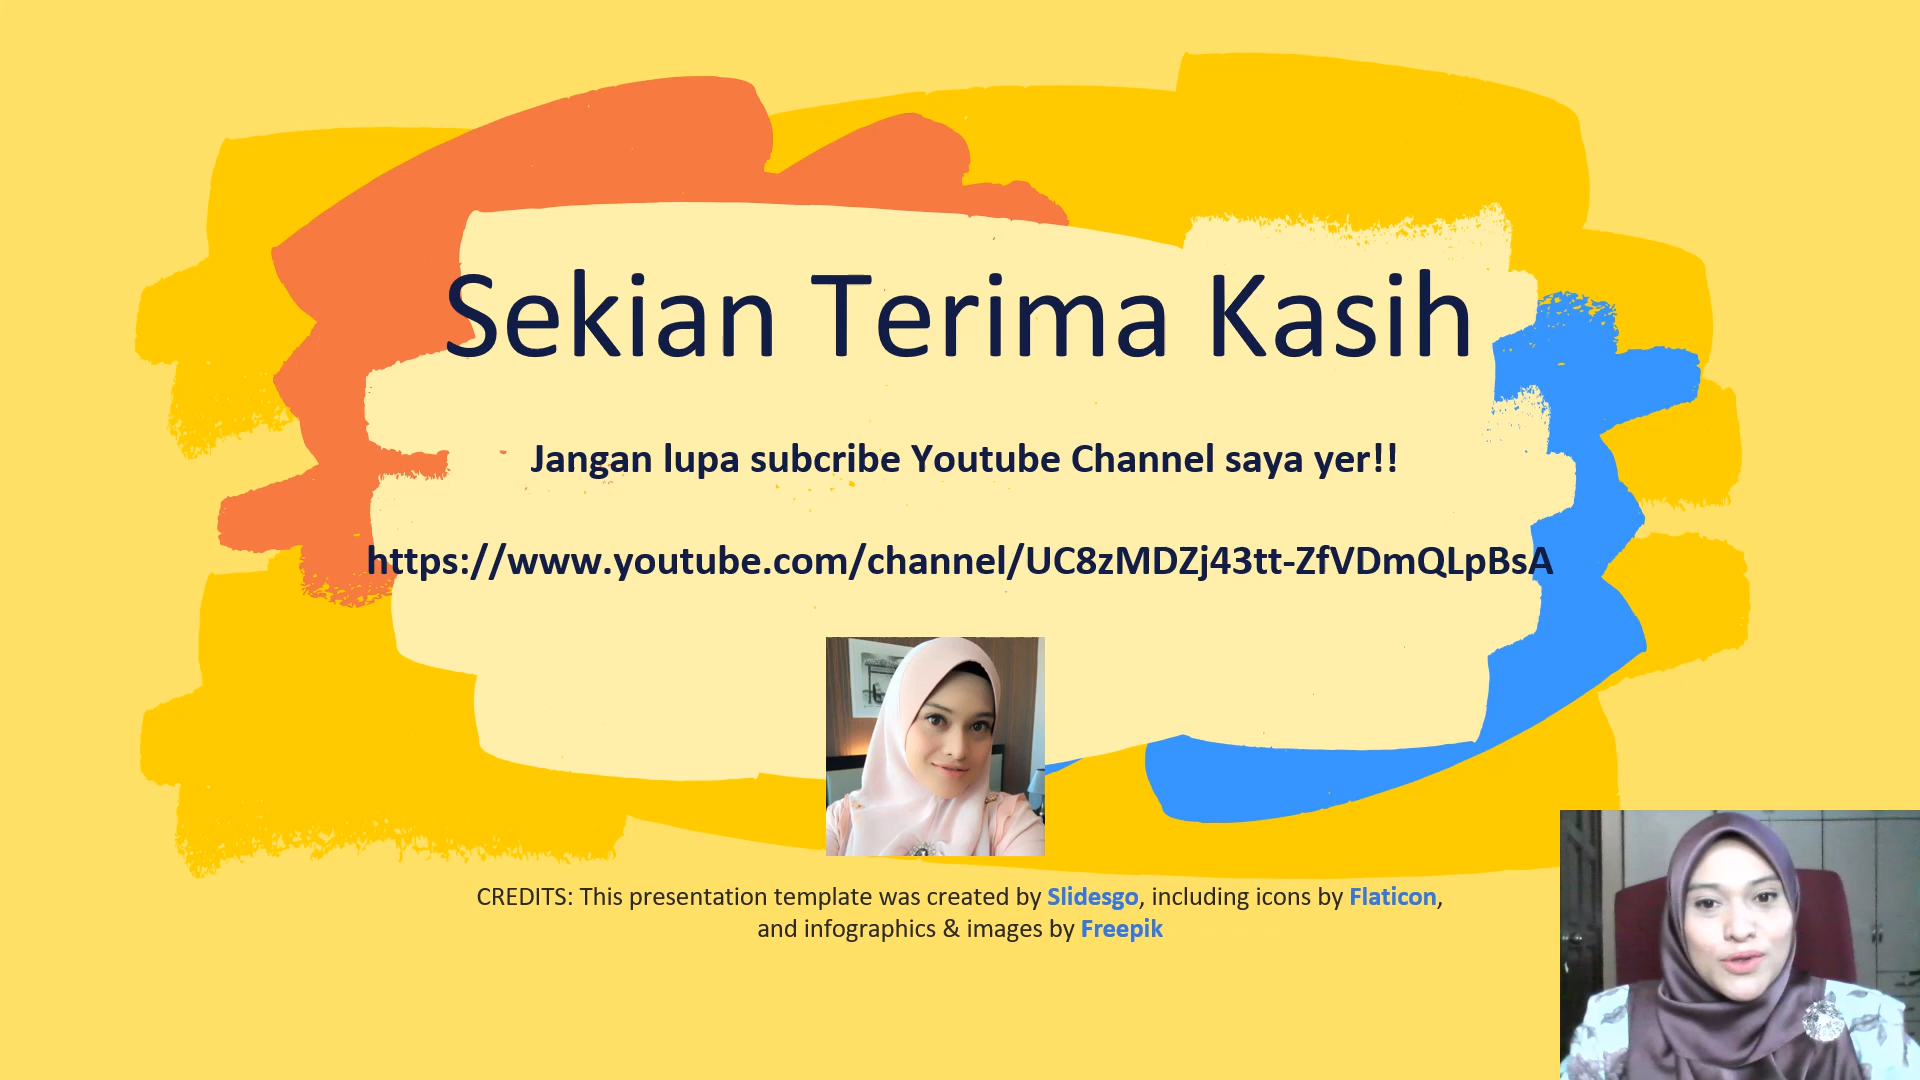 Sekian Terima Kasih
Jangan lupa subcribe Youtube Channel saya yer!!
https://www.youtube.com/channel/UC8zMDZj43tt-ZfVDmQLpBsA
CREDITS: This presentation template was created by Slidesgo, including icons by Flaticon,
and infographics & images by Freepik